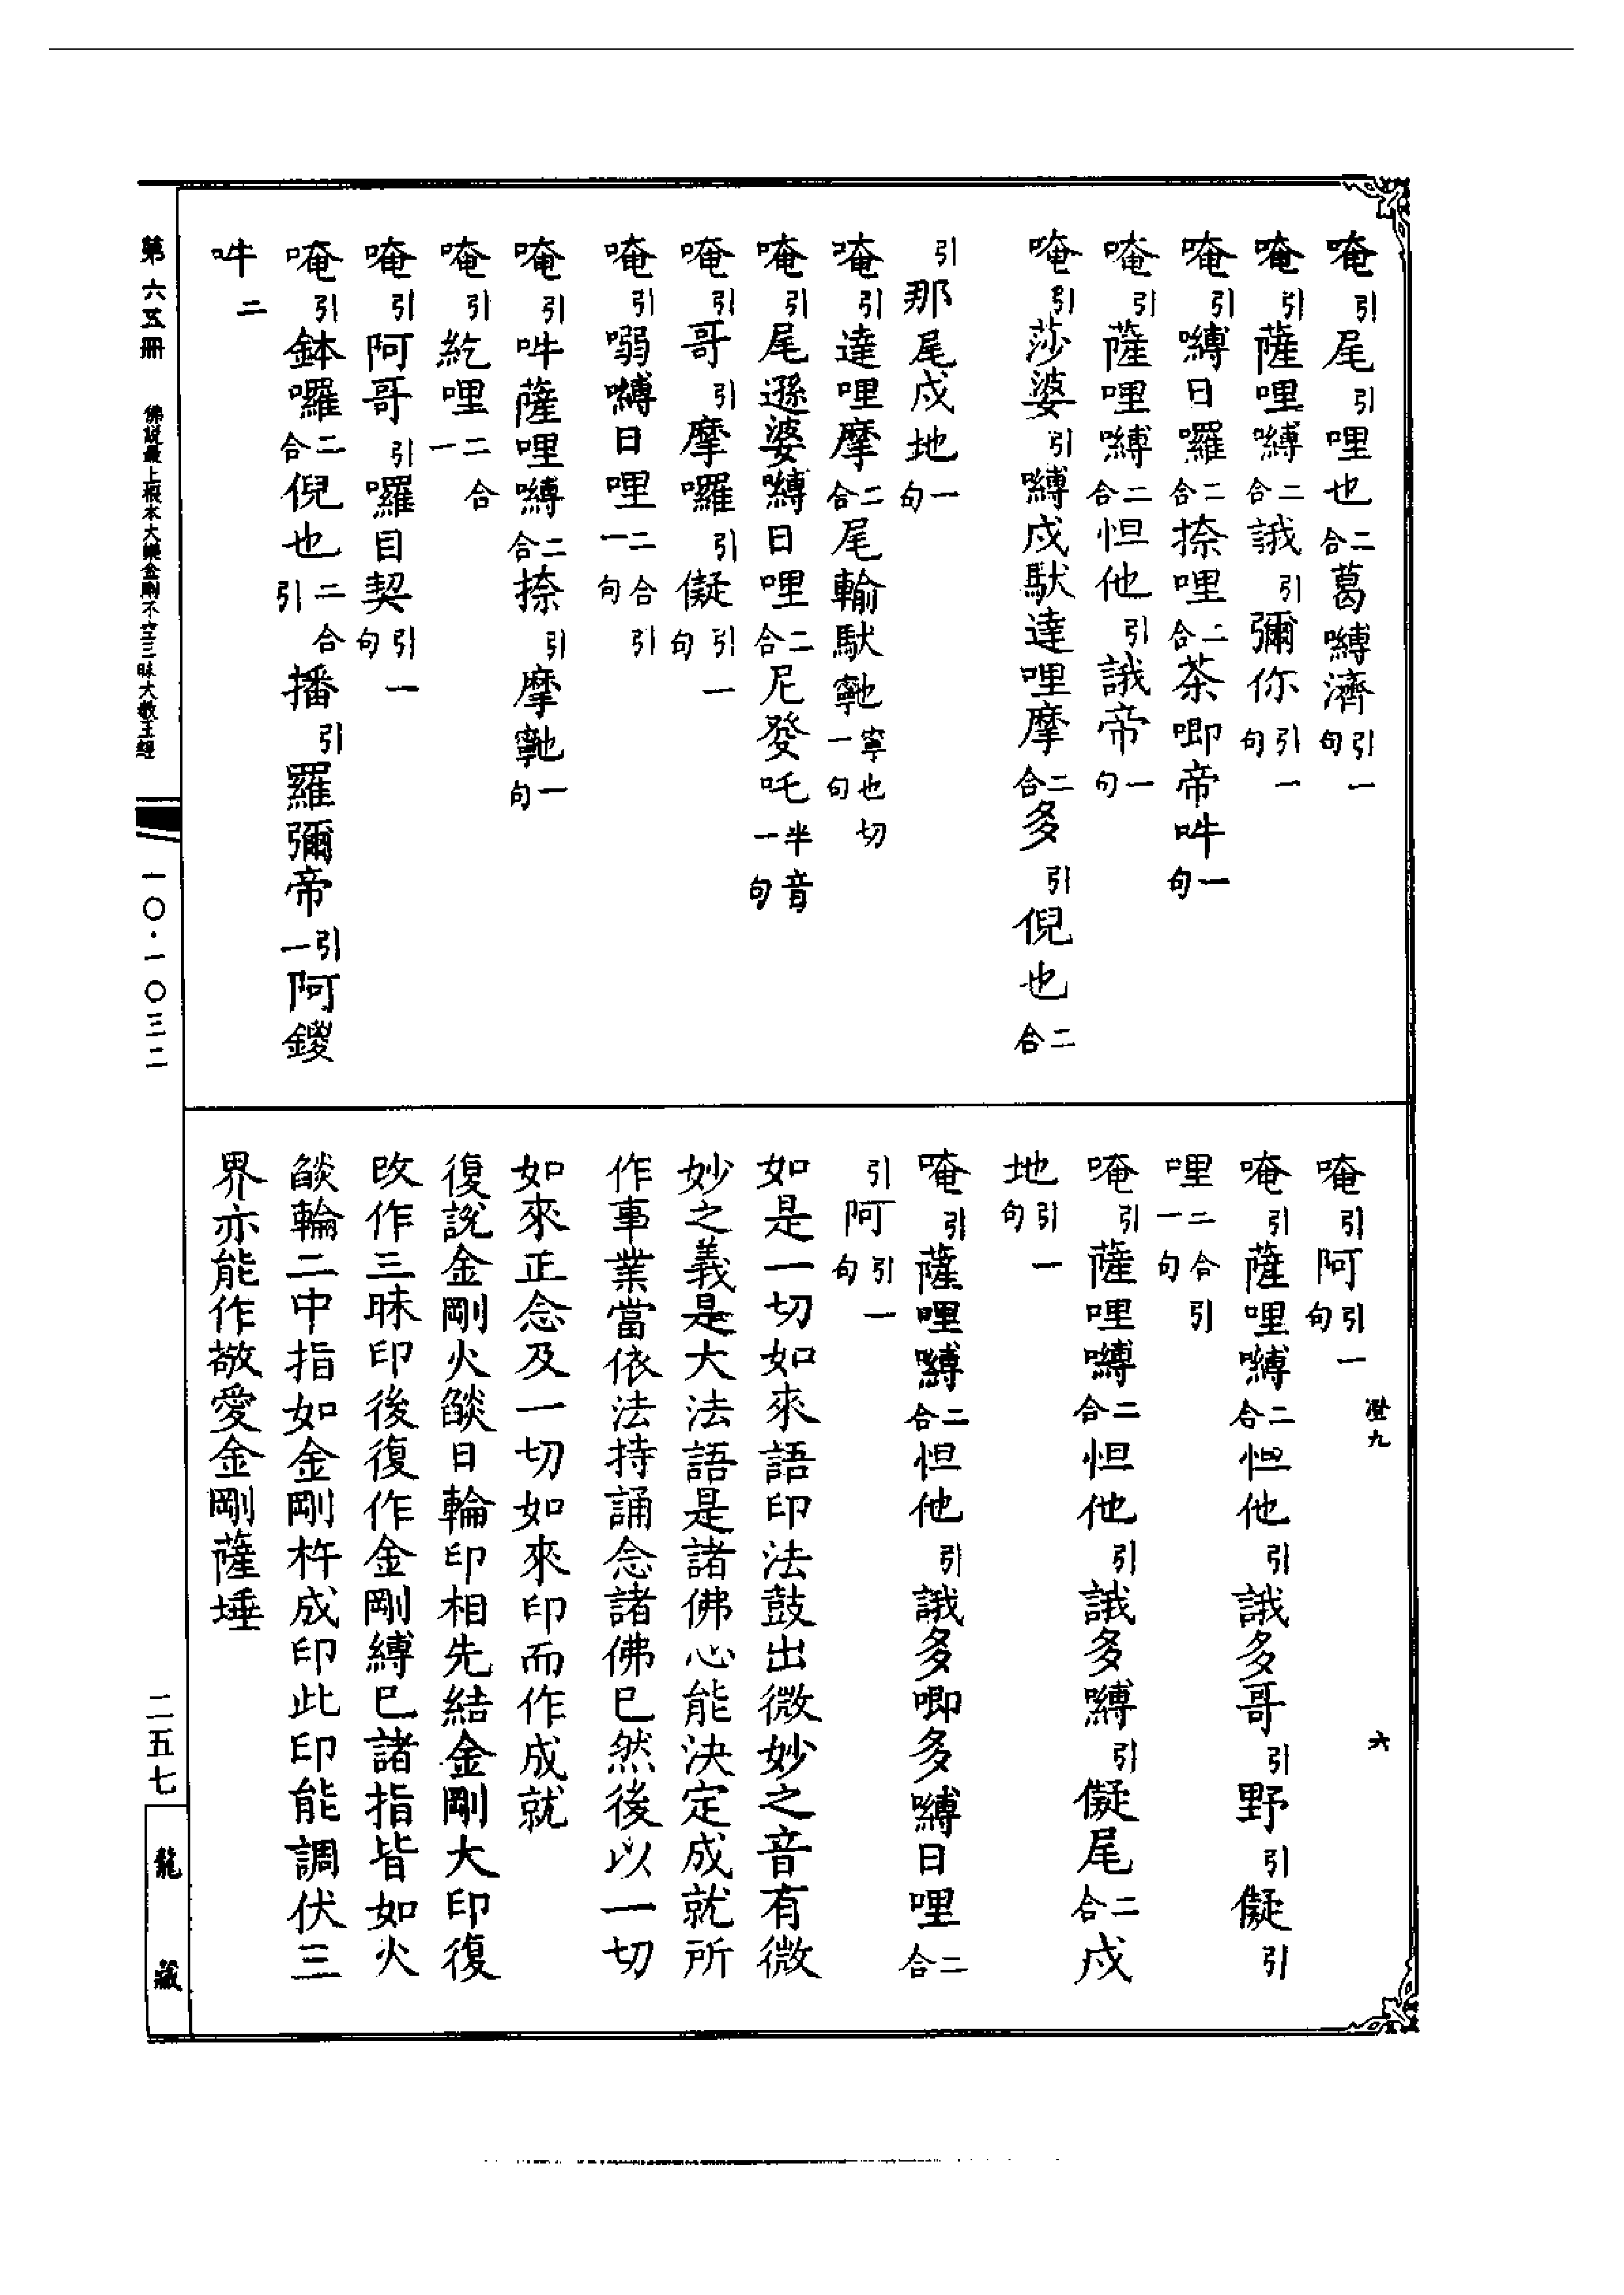 唵引尾引哩也二合葛嚩濟引一句
唵引薩哩嚩二合誐引彌你引一句
唵引嚩日囉二合捺哩二合茶唧帝吽一句
唵引薩哩嚩二合怛他引誐帝一句
唵引莎婆引嚩戍馱達哩摩二合多引倪也二合
引那尾戍地一句
唵引達哩摩二合尾輸馱𩕳寧也切一句
唵引尾遜婆嚩日哩二合尼發吒半音一句
唵引哥引摩囉引儗引一句
唵引㗚嚩日哩二合引一句
唵引吽薩哩嚩二合捺引摩𩕳一句
唵引紇哩二合一
唵引阿哥引囉目契引一句
唵引鉢囉二合倪也二合引播引羅彌帝引一阿鑁
吽二
唵引阿引一句
唵引薩哩嚩二合怛他引誐多哥引野引儗引
哩二合引一句
唵引薩哩嚩二合怛他引誐多嚩引儗尾二合戍
地引一句
唵引薩哩嚩二合怛他引誐多唧多嚩日哩二合
引阿引一句
如是一切如來語印法鼓出微妙之音有微
妙之義是大法語是諸佛心能決定成就所
作事業當依法持誦念諸佛已然後以一切
如來正念及一切如來印而作成就
復說金剛火燄日輪印相先結金剛大印復
改作三昧印後復作金剛縛已諸指皆如火
燄輪二中指如金剛杵成印此印能調伏三
界亦能作敬愛金剛薩埵
澄九
六
第六五冊 佛說最上根本大樂金剛不空三昧大教王經
一〇·一〇三二
二五七
龍藏